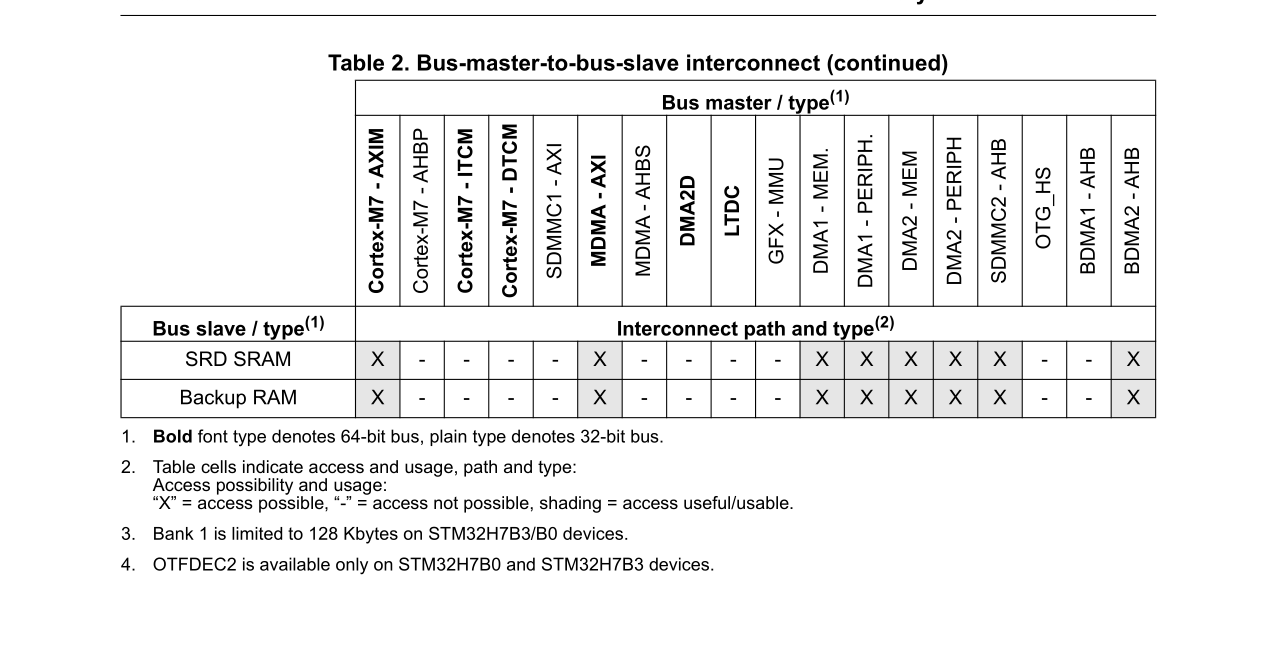 Table 2. Bus-master-to-bus-slave interconnect (continued)
Bus master / type(1)
Cortex-M7 - AXIM
Cortex-M7 - AHBP
Cortex-M7 - ITCM
Cortex-M7 - DTCM
SDMMC1 - AXI
MDMA - AXI
MDMA - AHBS
DMA2D
LTDC
GFX - MMU
DMA1 - MEM.
DMA1 - PERIPH.
DMA2 - MEM
DMA2 - PERIPH
SDMMC2 - AHB
OTG_HS
BDMA1 - AHB
BDMA2 - AHB
Bus slave / type(1) Interconnect path and type(2)
SRD SRAM X - - - - X - - - - X X X X X - - X
Backup RAM X - - - - X - - - - X X X X X - - X
1. Bold font type denotes 64-bit bus, plain type denotes 32-bit bus.
2. Table cells indicate access and usage, path and type:
Access possibility and usage:
“X” = access possible, “-” = access not possible, shading = access useful/usable.
3. Bank 1 is limited to 128 Kbytes on STM32H7B3/B0 devices.
4. OTFDEC2 is available only on STM32H7B0 and STM32H7B3 devices.